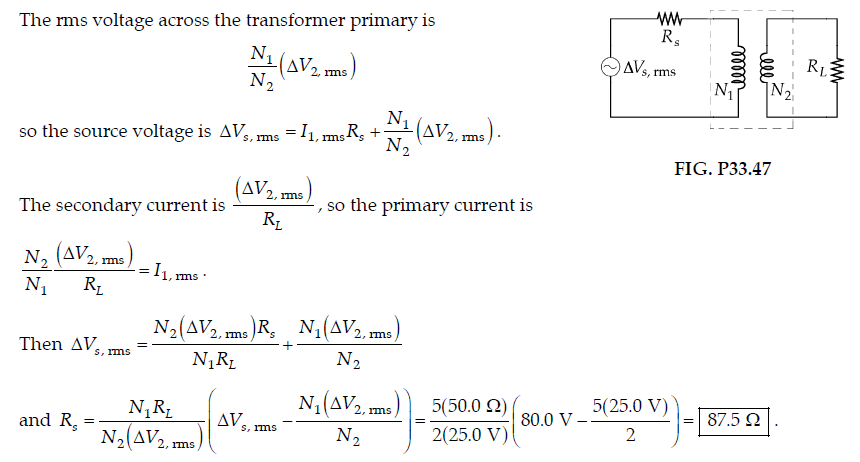 The rms voltage across the transformer primary is
N₁/N₂ (ΔV₂, rms)
so the source voltage is ΔVs, rms = I₁, rms Rs + N₁/N₂ (ΔV₂, rms).
The secondary current is (ΔV₂, rms)/RL, so the primary current is
N₂/N₁ (ΔV₂, rms)/RL = I₁, rms.
Then ΔVs, rms = N₂(ΔV₂, rms)Rs/N₁RL + N₁(ΔV₂, rms)/N₂
and Rs = N₁RL/N₂(ΔV₂, rms) (ΔVs, rms − N₁(ΔV₂, rms)/N₂) = 5(50.0 Ω)/2(25.0 V) (80.0 V − 5(25.0 V)/2) = 87.5 Ω.
Rs
ΔVs, rms
N₁
N₂
RL
FIG. P33.47